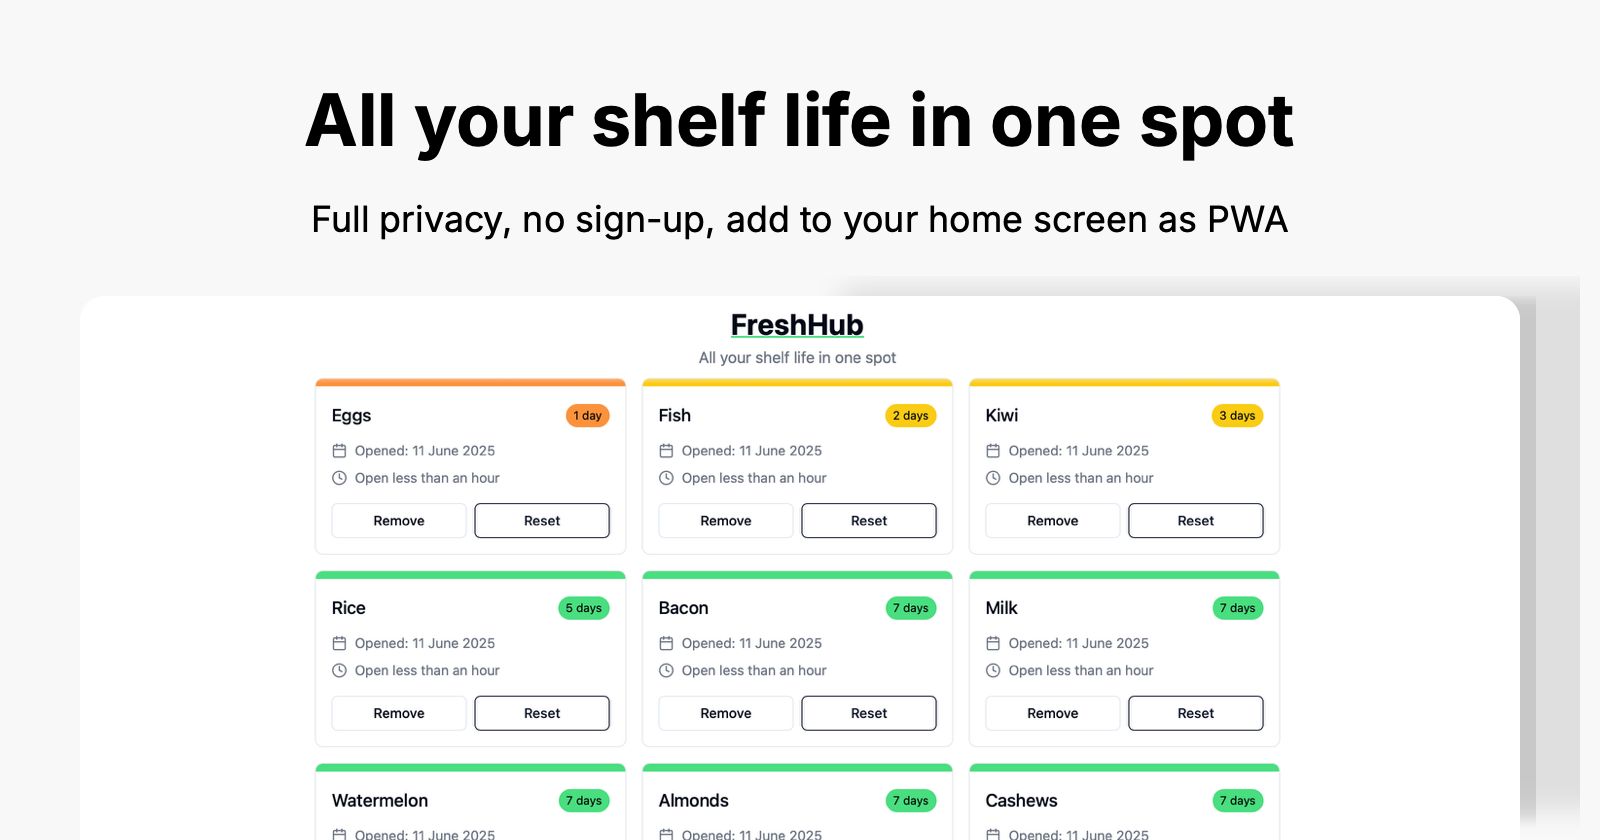 All your shelf life in one spot
Full privacy, no sign-up, add to your home screen as PWA
FreshHub
All your shelf life in one spot
Eggs
1 day
Opened: 11 June 2025
Open less than an hour
Remove
Reset
Fish
2 days
Opened: 11 June 2025
Open less than an hour
Remove
Reset
Kiwi
3 days
Opened: 11 June 2025
Open less than an hour
Remove
Reset
Rice
5 days
Opened: 11 June 2025
Open less than an hour
Remove
Reset
Bacon
7 days
Opened: 11 June 2025
Open less than an hour
Remove
Reset
Milk
7 days
Opened: 11 June 2025
Open less than an hour
Remove
Reset
Watermelon
7 days
Opened: 11 June 2025
Almonds
7 days
Opened: 11 June 2025
Cashews
7 days
Opened: 11 June 2025